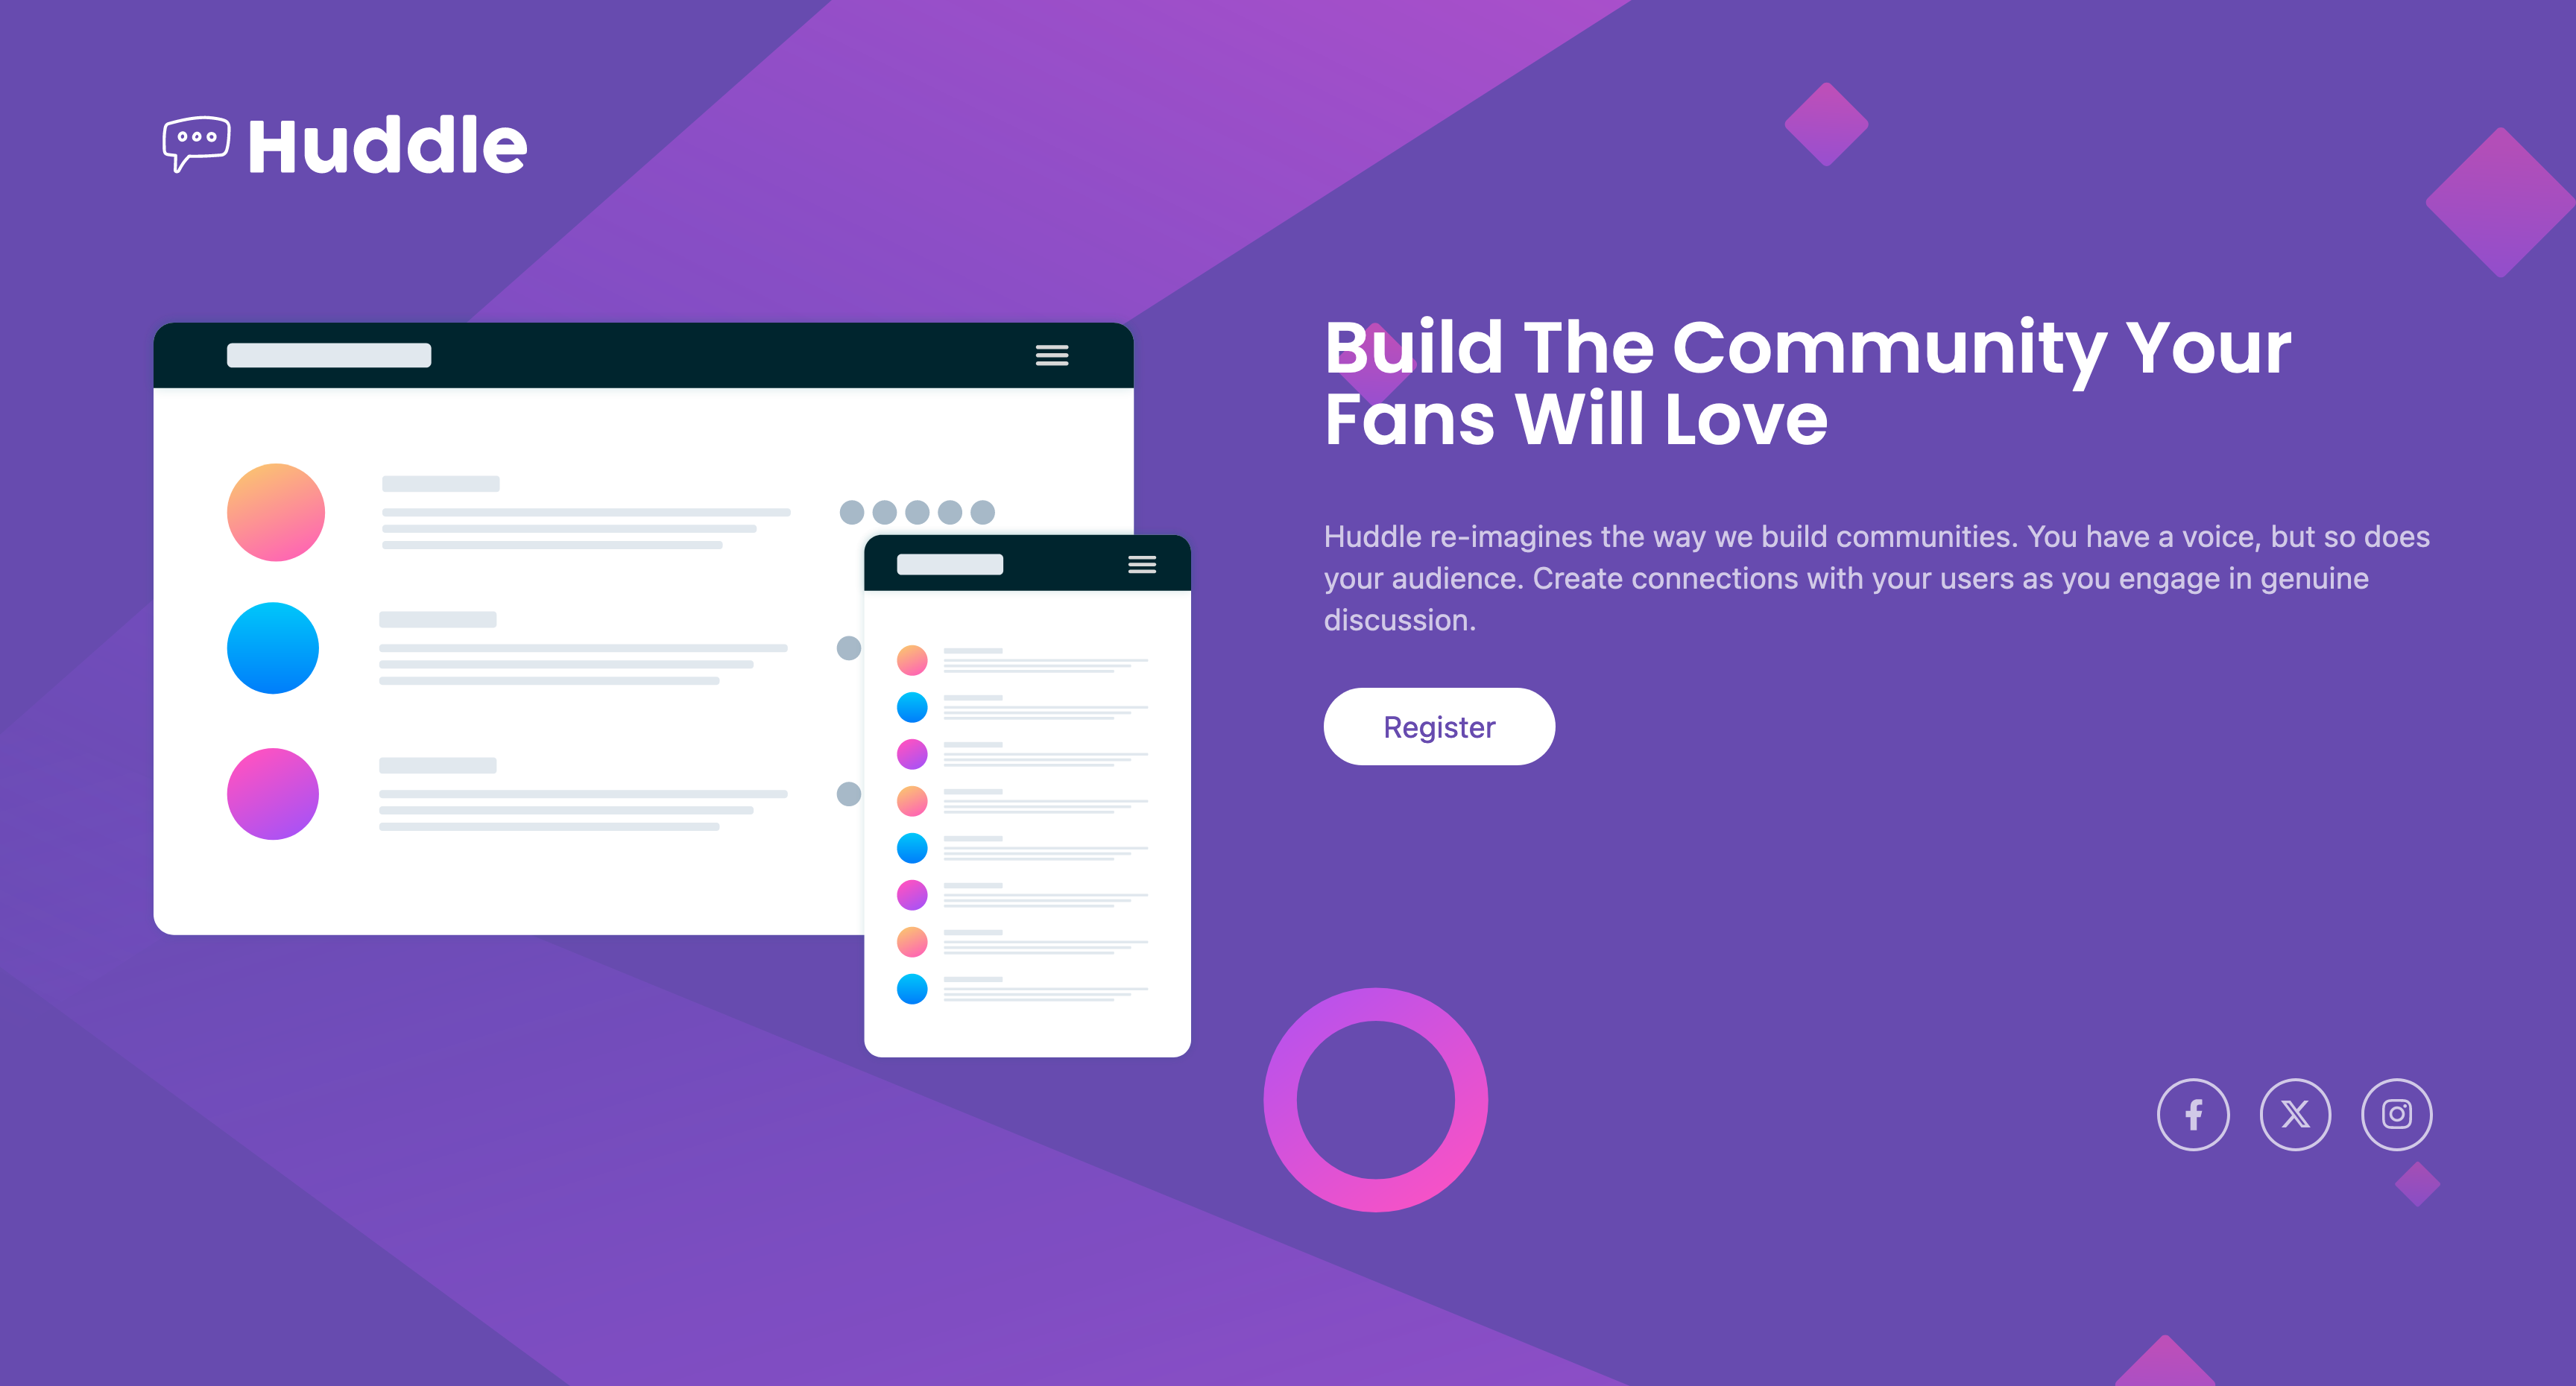 Huddle
Build The Community Your
Fans Will Love
Huddle re-imagines the way we build communities. You have a voice, but so does
your audience. Create connections with your users as you engage in genuine
discussion.
Register